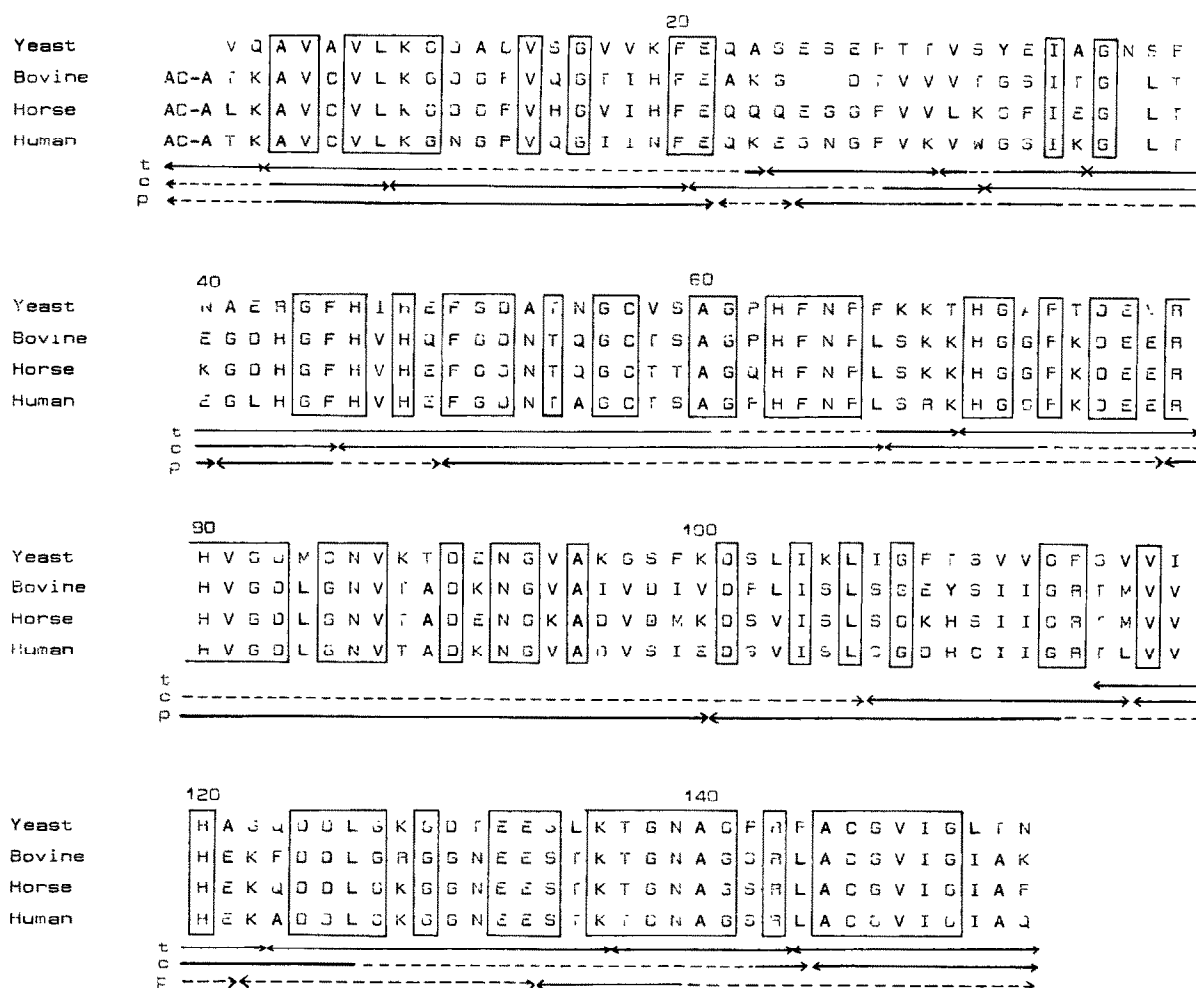 20
Yeast V Q A V A V L K G D A L V S G V V K F E Q A S E S E P T T V S Y E I A G N S P
Bovine AC-A T K A V C V L K G D G P V Q G T I H F E A K G D T V V V T G S I T G L T
Horse AC-A L K A V C V L K G D G P V H G V I H F E Q Q Q E G G P V V L K G F I E G L T
Human AC-A T K A V C V L K G N G P V Q G I I N F E Q K E S N G P V K V W G S I K G L T
t
c
p
40 60
Yeast N A E R G F H I H E F G D A T N G C V S A G P H F N P F K K T H G A P T D E V R
Bovine E G D H G F H V H Q F G D N T Q G C T S A G P H F N P L S K K H G G P K D E E R
Horse K G D H G F H V H E F G D N T Q G C T T A G Q H F N P L S K K H G G P K D E E R
Human E G L H G F H V H E F G D N T A G C T S A G P H F N P L S R K H G G P K D E E R
t
c
p
80 100
Yeast H V G D M G N V K T D E N G V A K G S F K D S L I K L I G P T S V V G F S V V I
Bovine H V G D L G N V T A D K N G V A I V D I V D P L I S L S G E Y S I I G R T M V V
Horse H V G D L G N V T A D E N G K A D V D M K D S V I S L S G K H S I I G R T M V V
Human H V G D L G N V T A D K N G V A D V S I E D S V I S L S G D H C I I G R T L V V
t
c
p
120 140
Yeast H A G Q D D L G K G D T E E S L K T G N A G P R P A C G V I G L T N
Bovine H E K P D D L G R G G N E E S T K T G N A G S R L A C G V I G I A K
Horse H E K Q D D L G K G G N E E S T K T G N A G S R L A C G V I G I A P
Human H E K A D D L G K G G N E E S T K T G N A G S R L A C G V I G I A Q
t
c
p